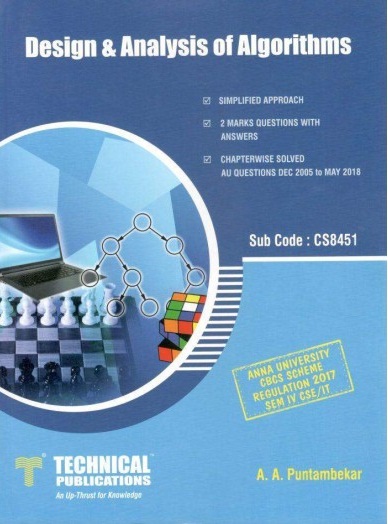 Design & Analysis of Algorithms
SIMPLIFIED APPROACH
2 MARKS QUESTIONS WITH
ANSWERS
CHAPTERWISE SOLVED
AU QUESTIONS DEC 2005 to MAY 2018
Sub Code : CS8451
ANNA UNIVERSITY
CBCS SCHEME
REGULATION 2017
SEM IV CSE/IT
TECHNICAL
PUBLICATIONS
An Up-Thrust for Knowledge
A. A. Puntambekar